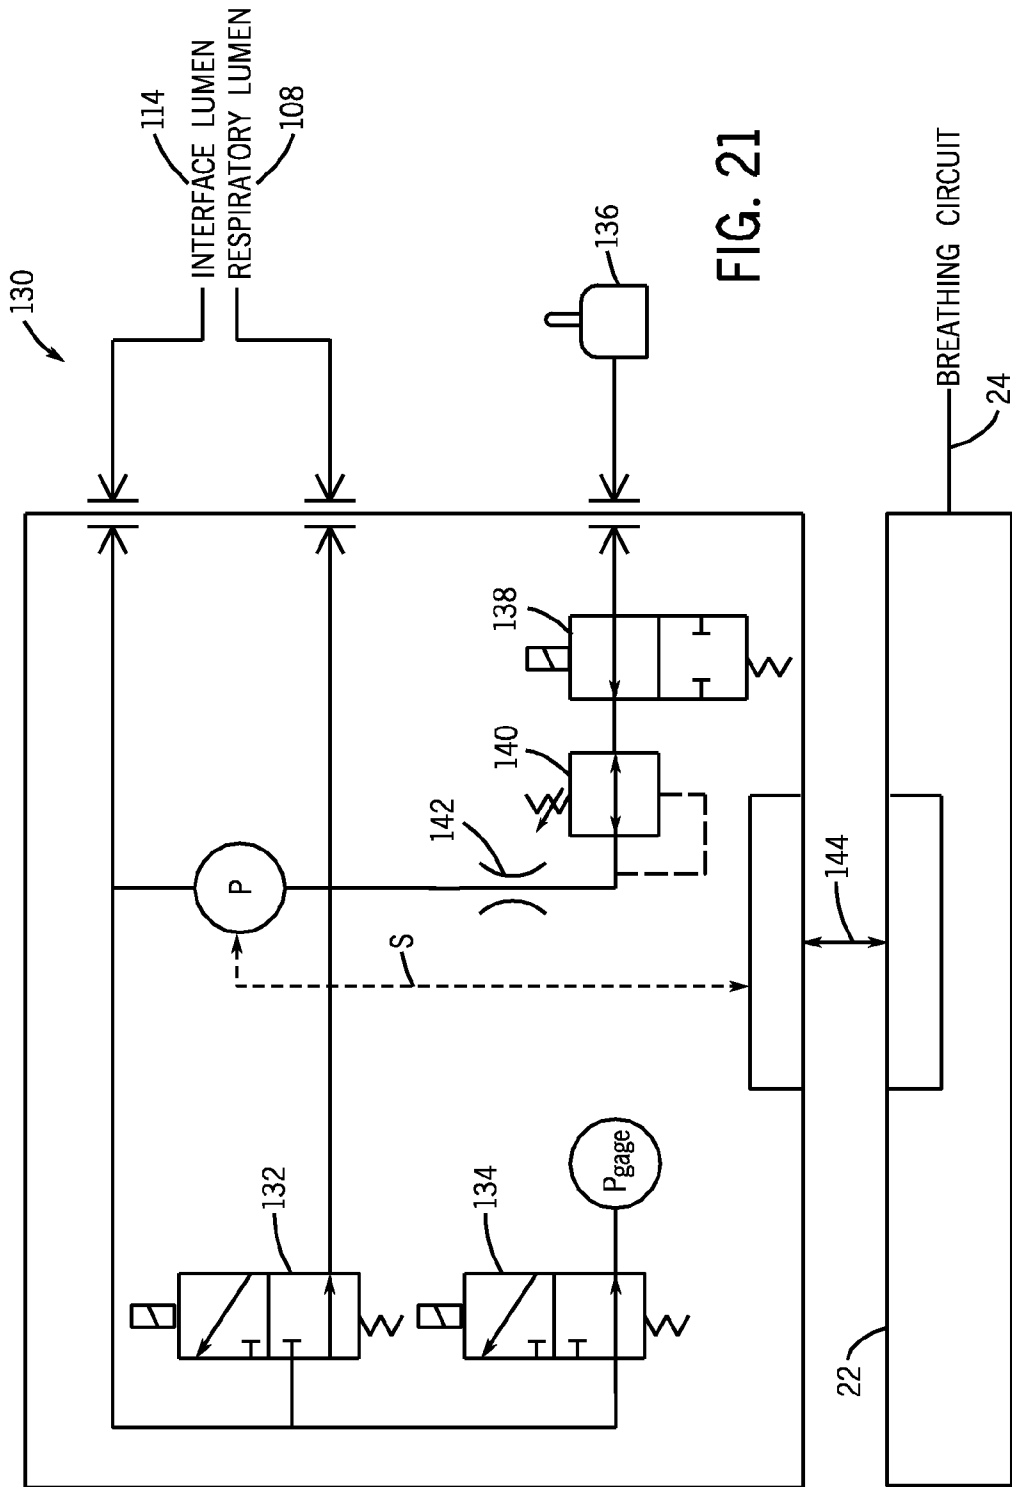 130
114
INTERFACE LUMEN
RESPIRATORY LUMEN
108
136
FIG. 21
138
140
142
P
S
132
134
Pgage
144
BREATHING CIRCUIT
24
22